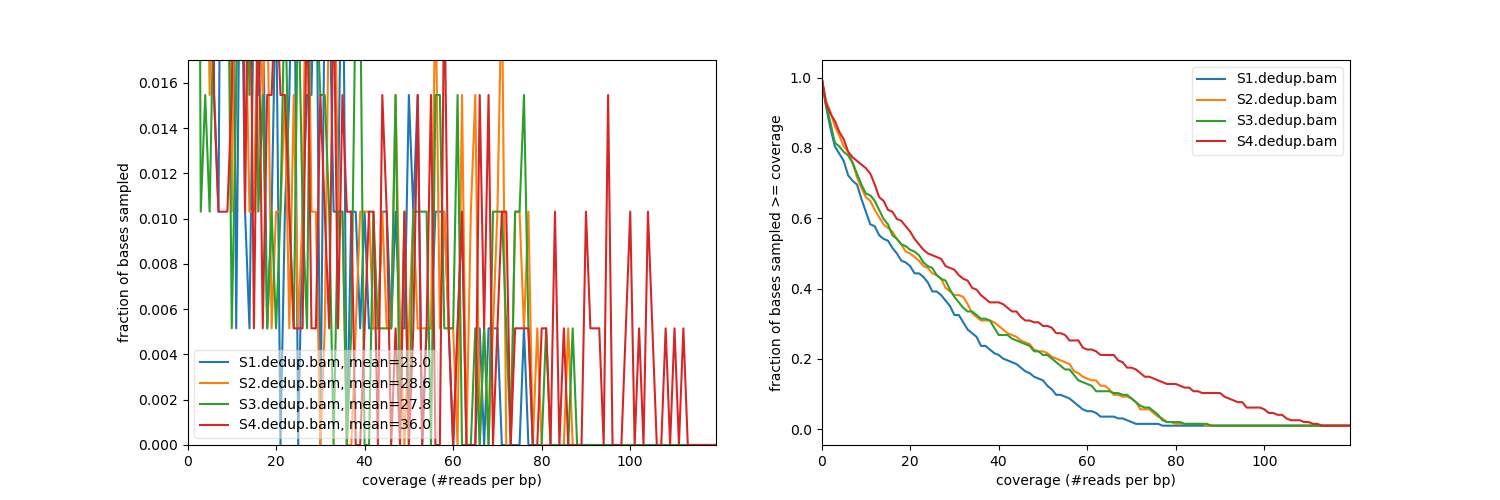 0.016
0.014
0.012
0.010
0.008
0.006
0.004
0.002
0.000
fraction of bases sampled
S1.dedup.bam, mean=23.0
S2.dedup.bam, mean=28.6
S3.dedup.bam, mean=27.8
S4.dedup.bam, mean=36.0
0 20 40 60 80 100
coverage (#reads per bp)
1.0
0.8
0.6
0.4
0.2
0.0
fraction of bases sampled >= coverage
S1.dedup.bam
S2.dedup.bam
S3.dedup.bam
S4.dedup.bam
0 20 40 60 80 100
coverage (#reads per bp)